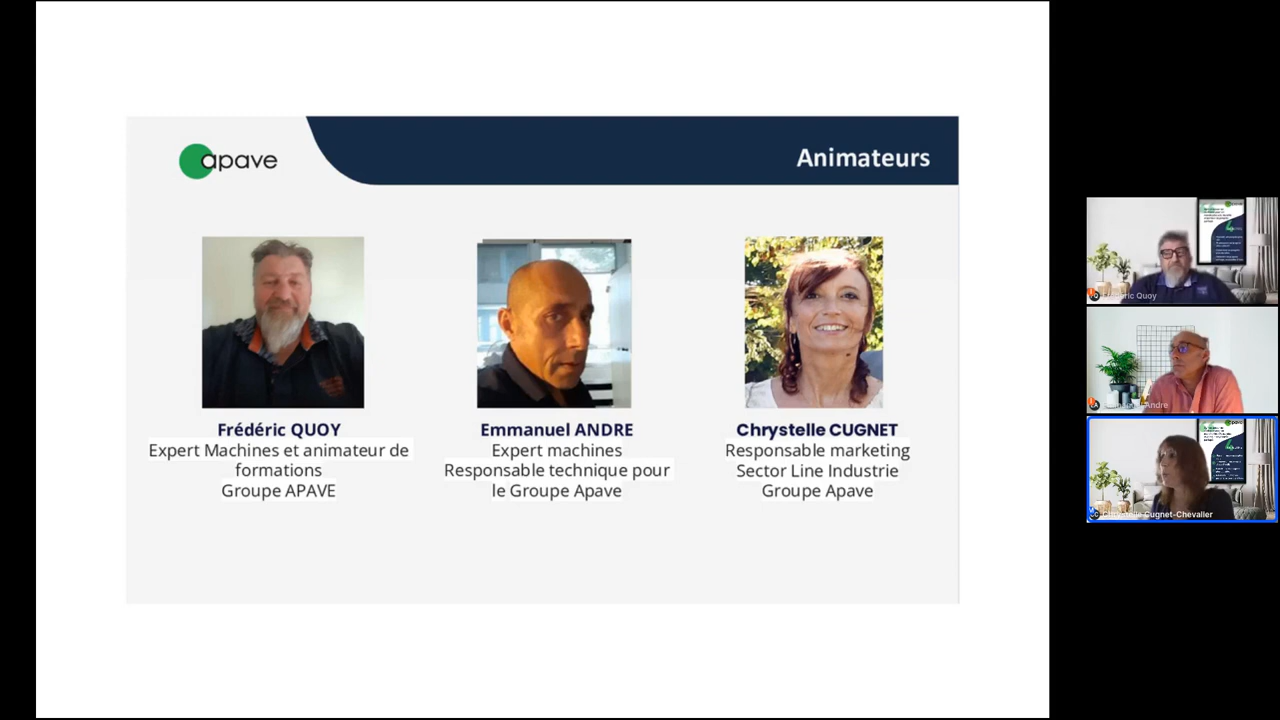 apave
Animateurs
Frédéric QUOY
Expert Machines et animateur de
formations
Groupe APAVE
Emmanuel ANDRE
Expert machines
Responsable technique pour
le Groupe Apave
Chrystelle CUGNET
Responsable marketing
Sector Line Industrie
Groupe Apave
Quoy
Andre
Cugnet-Chevalier